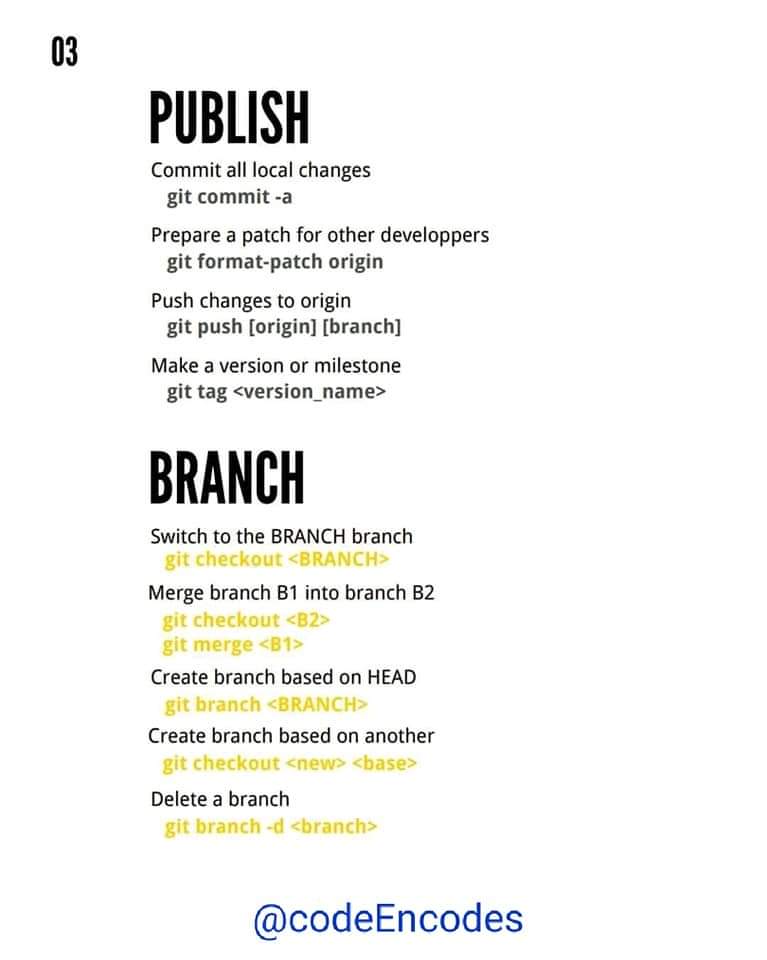 03
PUBLISH
Commit all local changes
git commit -a
Prepare a patch for other developpers
git format-patch origin
Push changes to origin
git push [origin] [branch]
Make a version or milestone
git tag <version_name>
BRANCH
Switch to the BRANCH branch
git checkout <BRANCH>
Merge branch B1 into branch B2
git checkout <B2>
git merge <B1>
Create branch based on HEAD
git branch <BRANCH>
Create branch based on another
git checkout <new> <base>
Delete a branch
git branch -d <branch>
@codeEncodes